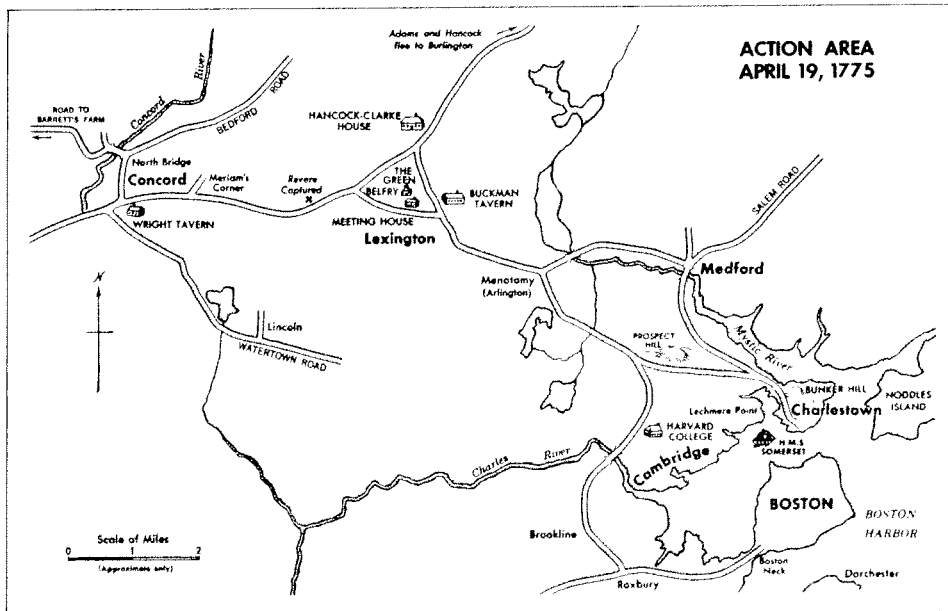 Adams and Hancock
flee to Burlington
ACTION AREA
APRIL 19, 1775
ROAD TO
BARRETT'S FARM
Concord
River
BEDFORD ROAD
HANCOCK-CLARKE
HOUSE
North Bridge
Concord
Meriam's
Corner
Revere
Captured
x
THE
GREEN
BELFRY
BUCKMAN
TAVERN
WRIGHT TAVERN
MEETING HOUSE
Lexington
SALEM ROAD
Medford
Menotomy
(Arlington)
N
Lincoln
WATERTOWN ROAD
PROSPECT
HILL
Mystic River
BUNKER HILL
NODDLES
ISLAND
Lechmere Point
Charlestown
HARVARD
COLLEGE
H.M.S
SOMERSET
Cambridge
Charles
River
BOSTON
BOSTON
HARBOR
Scale of Miles
0 1 2
(Approximate only)
Brookline
Boston
Neck
Roxbury
Dorchester